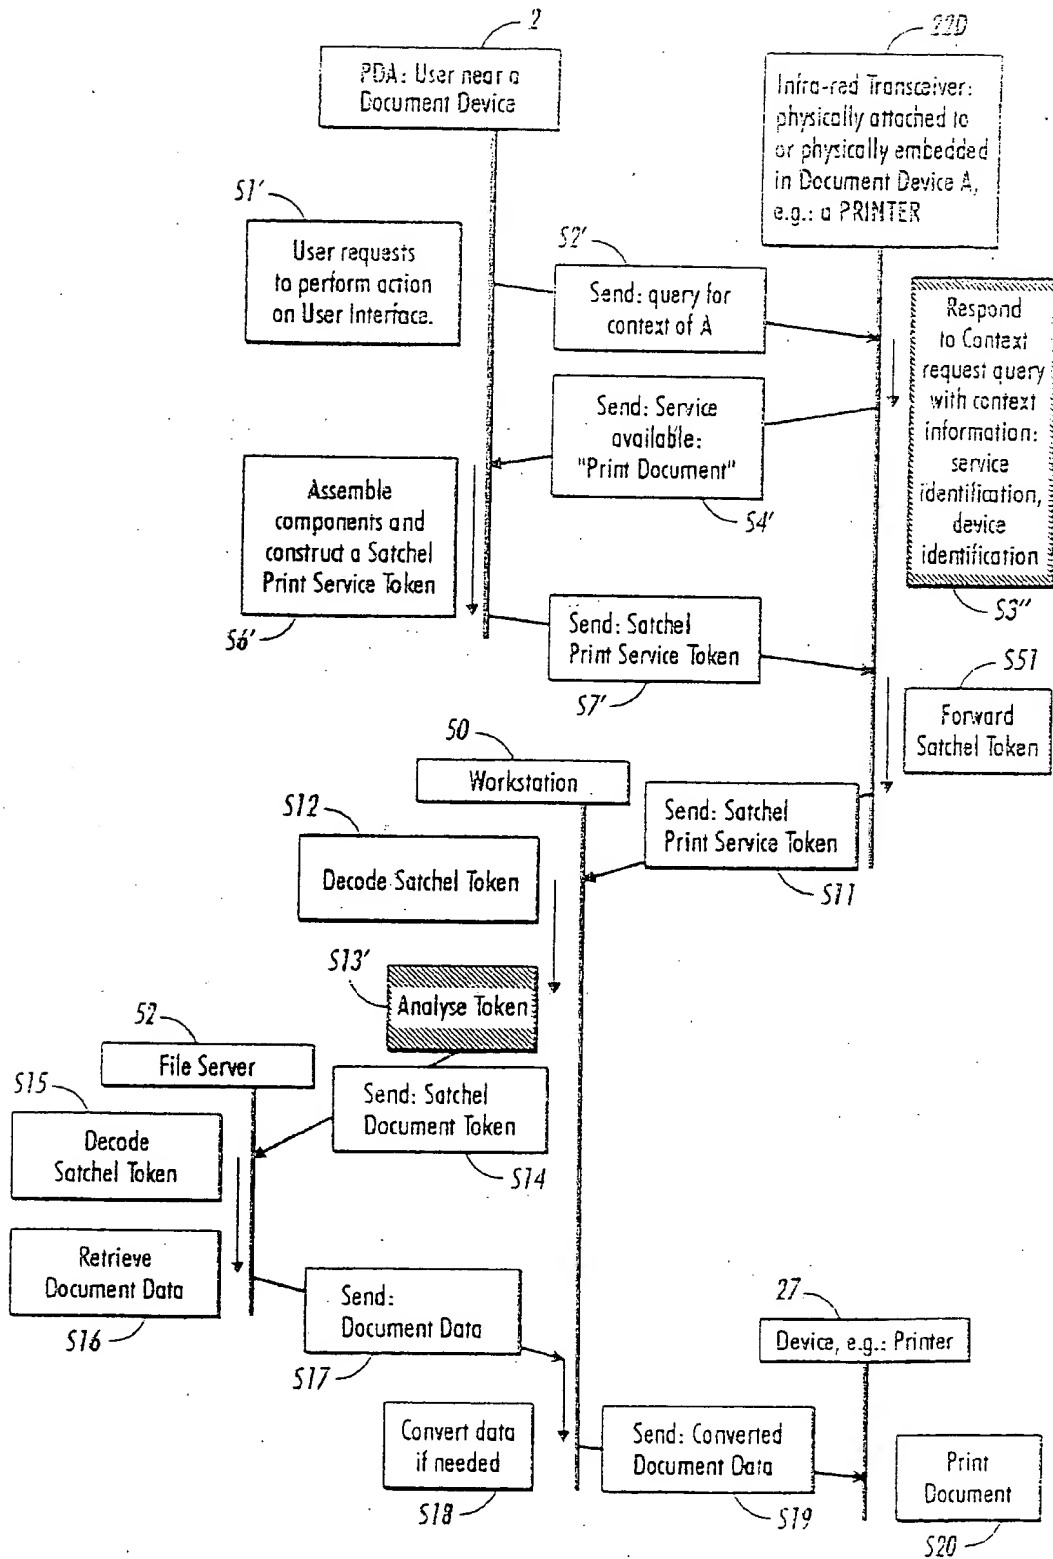 2
PDA: User near a
Document Device
22D
Infra-red Transceiver:
physically attached to
or physically embedded
in Document Device A,
e.g.: a PRINTER
S1'
User requests
to perform action
on User Interface.
S2'
Send: query for
context of A
Respond
to Context
request query
with context
information:
service
identification,
device
identification
S3''
Send: Service
available:
"Print Document"
S4'
Assemble
components and
construct a Satchel
Print Service Token
S6'
Send: Satchel
Print Service Token
S7'
S51
Forward
Satchel Token
50
Workstation
Send: Satchel
Print Service Token
S11
S12
Decode Satchel Token
S13'
Analyse Token
52
File Server
Send: Satchel
Document Token
S14
S15
Decode
Satchel Token
Retrieve
Document Data
S16
Send:
Document Data
S17
27
Device, e.g.: Printer
Convert data
if needed
S18
Send: Converted
Document Data
S19
Print
Document
S20